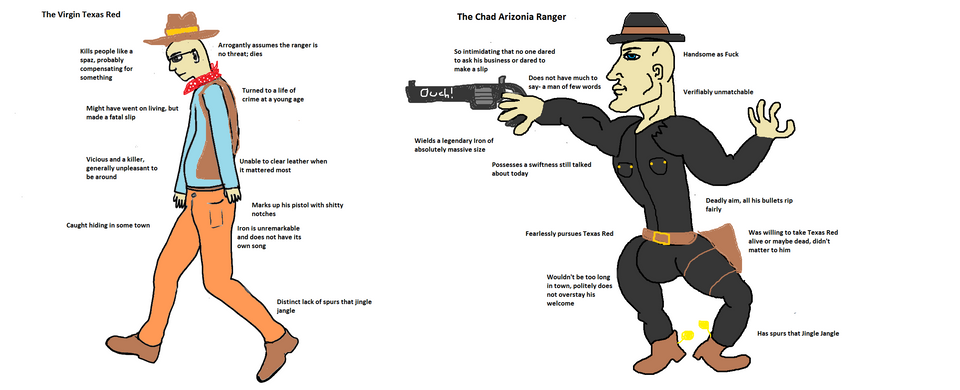 The Virgin Texas Red
Kills people like a
spaz, probably
compensating for
something
Arrogantly assumes the ranger is
no threat; dies
Turned to a life of
crime at a young age
Might have went on living, but
made a fatal slip
Vicious and a killer,
generally unpleasant to
be around
Unable to clear leather when
it mattered most
Marks up his pistol with shitty
notches
Caught hiding in some town
Iron is unremarkable
and does not have its
own song
Distinct lack of spurs that jingle
jangle
The Chad Arizonia Ranger
So intimidating that no one dared
to ask his business or dared to
make a slip
Handsome as Fuck
Does not have much to
say- a man of few words
Ouch!
Verifiably unmatchable
Wields a legendary Iron of
absolutely massive size
Possesses a swiftness still talked
about today
Deadly aim, all his bullets rip
fairly
Fearlessly pursues Texas Red
Was willing to take Texas Red
alive or maybe dead, didn't
matter to him
Wouldn't be too long
in town, politely does
not overstay his
welcome
Has spurs that Jingle Jangle